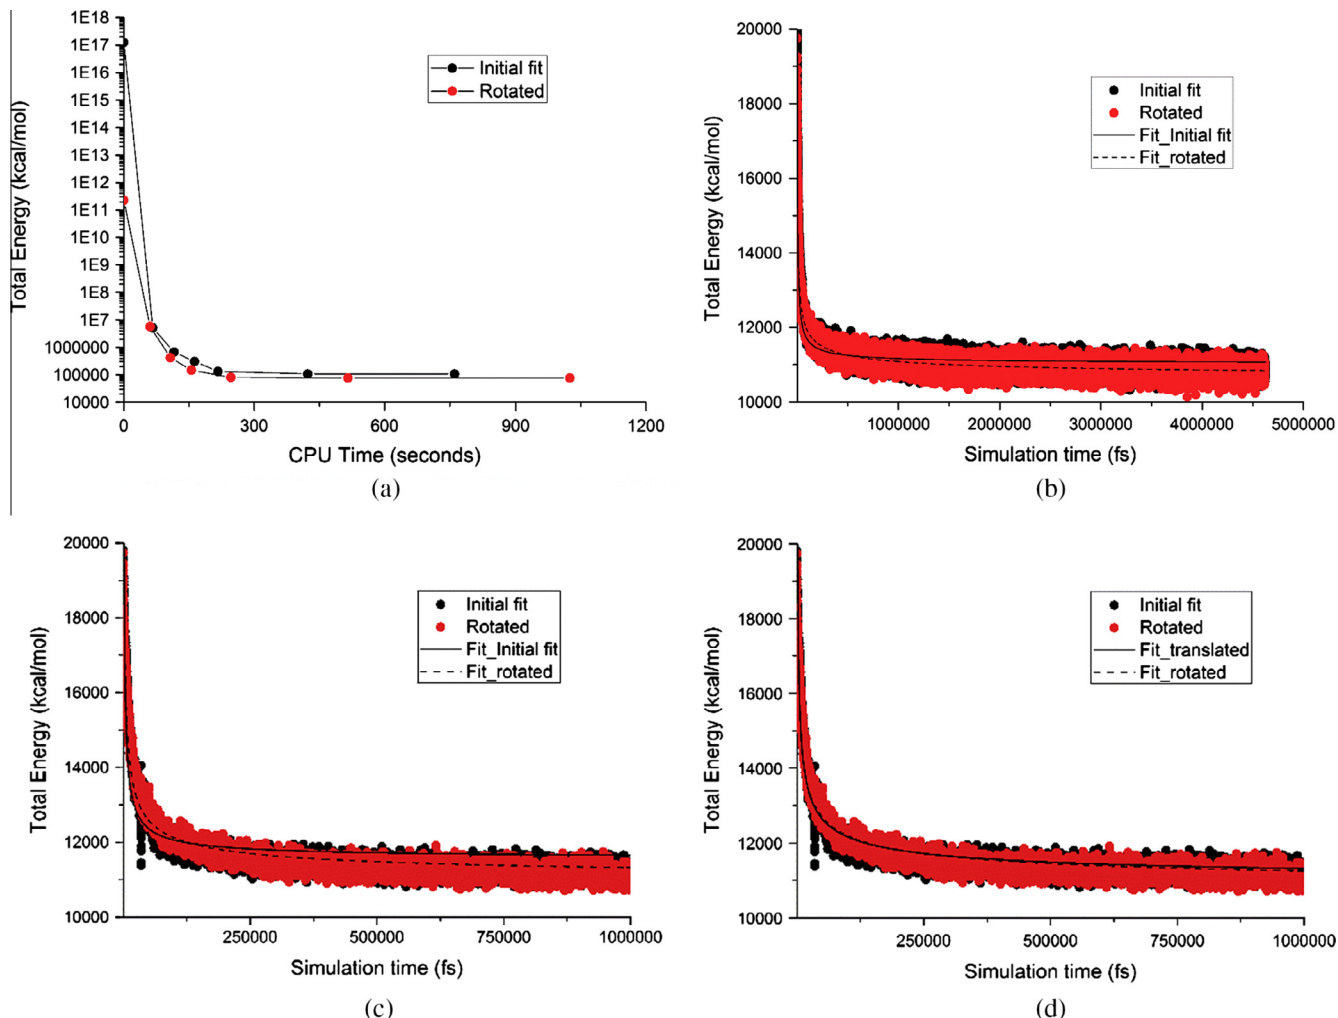 1E18
1E17
1E16
1E15
1E14
1E13
1E12
1E11
1E10
1E9
1E8
1E7
1000000
100000
10000
Total Energy (kcal/mol)
Initial fit
Rotated
0
300
600
900
1200
CPU Time (seconds)
(a)
20000
18000
16000
14000
12000
10000
Total Energy (kcal/mol)
Initial fit
Rotated
Fit_Initial fit
Fit_rotated
1000000
2000000
3000000
4000000
5000000
Simulation time (fs)
(b)
20000
18000
16000
14000
12000
10000
Total Energy (kcal/mol)
Initial fit
Rotated
Fit_Initial fit
Fit_rotated
250000
500000
750000
1000000
Simulation time (fs)
(c)
20000
18000
16000
14000
12000
10000
Total Energy (kcal/mol)
Initial fit
Rotated
Fit_translated
Fit_rotated
250000
500000
750000
1000000
Simulation time (fs)
(d)